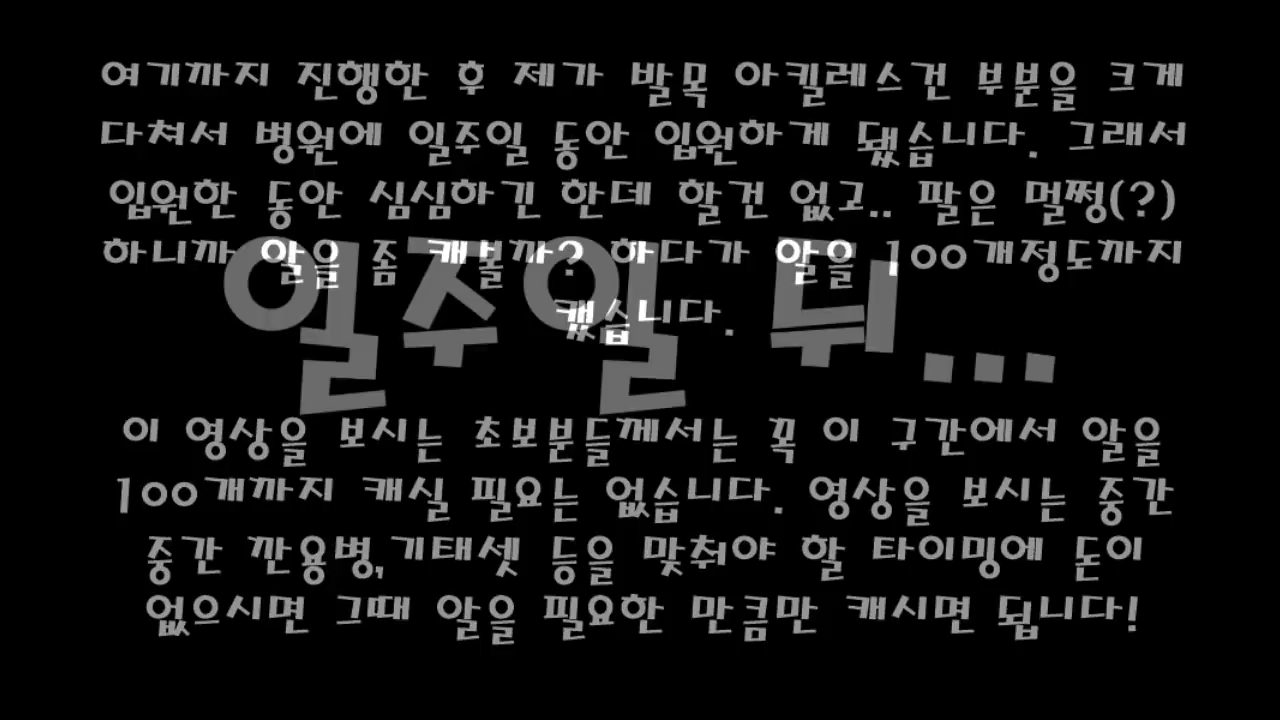 여기까지 진행한 후 제가 발목 아킬레스건 부분을 크게
다쳐서 병원에 일주일 동안 입원하게 됐습니다. 그래서
입원한 동안 심심하긴 한데 할건 없고.. 팔은 멀쩡(?)
하니까 알을 좀 캐볼까? 하다가 알을 100개정도까지
캤습니다.
일주일 뒤...
이 영상을 보시는 초보분들께서는 꼭 이 구간에서 알을
100개까지 캐실 필요는 없습니다. 영상을 보시는 중간
중간 깐용병,기태셋 등을 맞춰야 할 타이밍에 돈이
없으시면 그때 알을 필요한 만큼만 캐시면 됩니다!